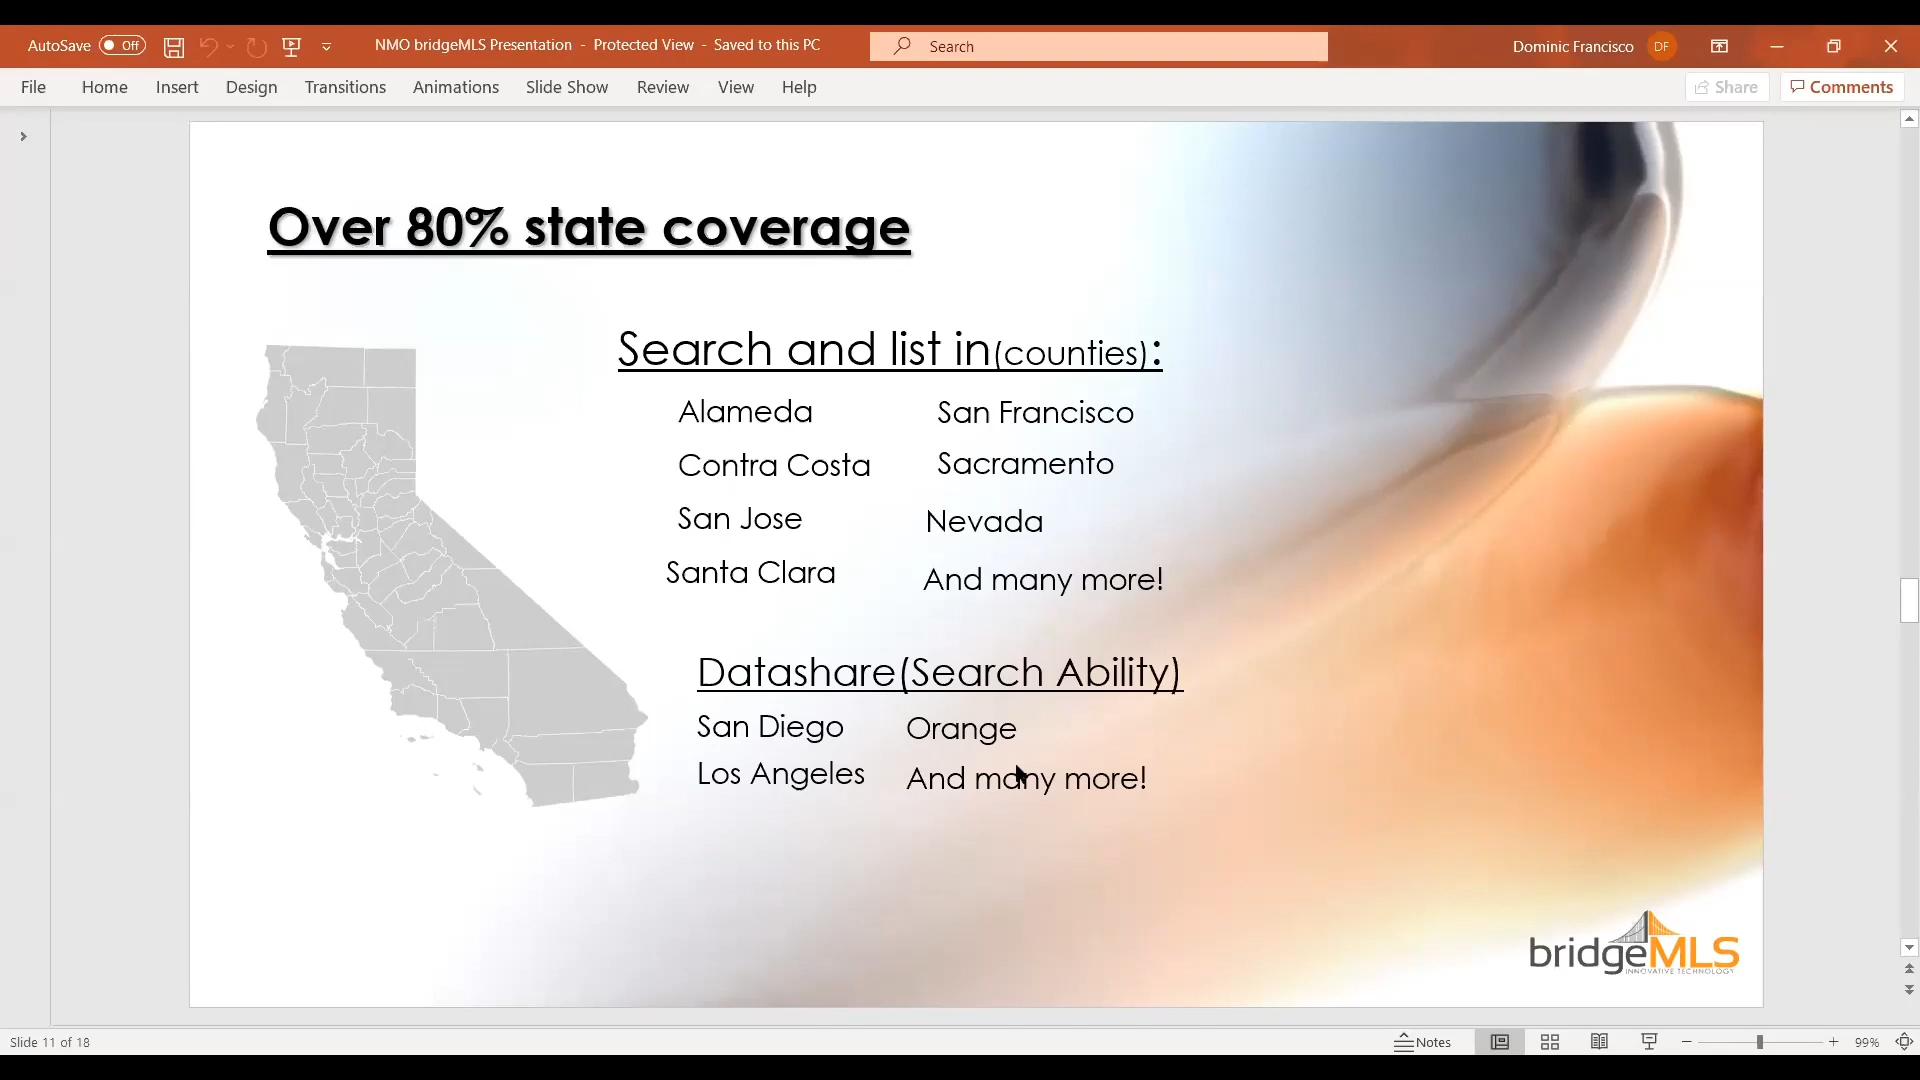 AutoSave Off NMO bridgeMLS Presentation - Protected View - Saved to this PC Search Dominic Francisco DF
File Home Insert Design Transitions Animations Slide Show Review View Help Share Comments
Over 80% state coverage
Search and list in(counties):
Alameda San Francisco
Contra Costa Sacramento
San Jose Nevada
Santa Clara And many more!
Datashare(Search Ability)
San Diego Orange
Los Angeles And many more!
bridgeMLS
INNOVATIVE TECHNOLOGY
Slide 11 of 18 Notes 99%